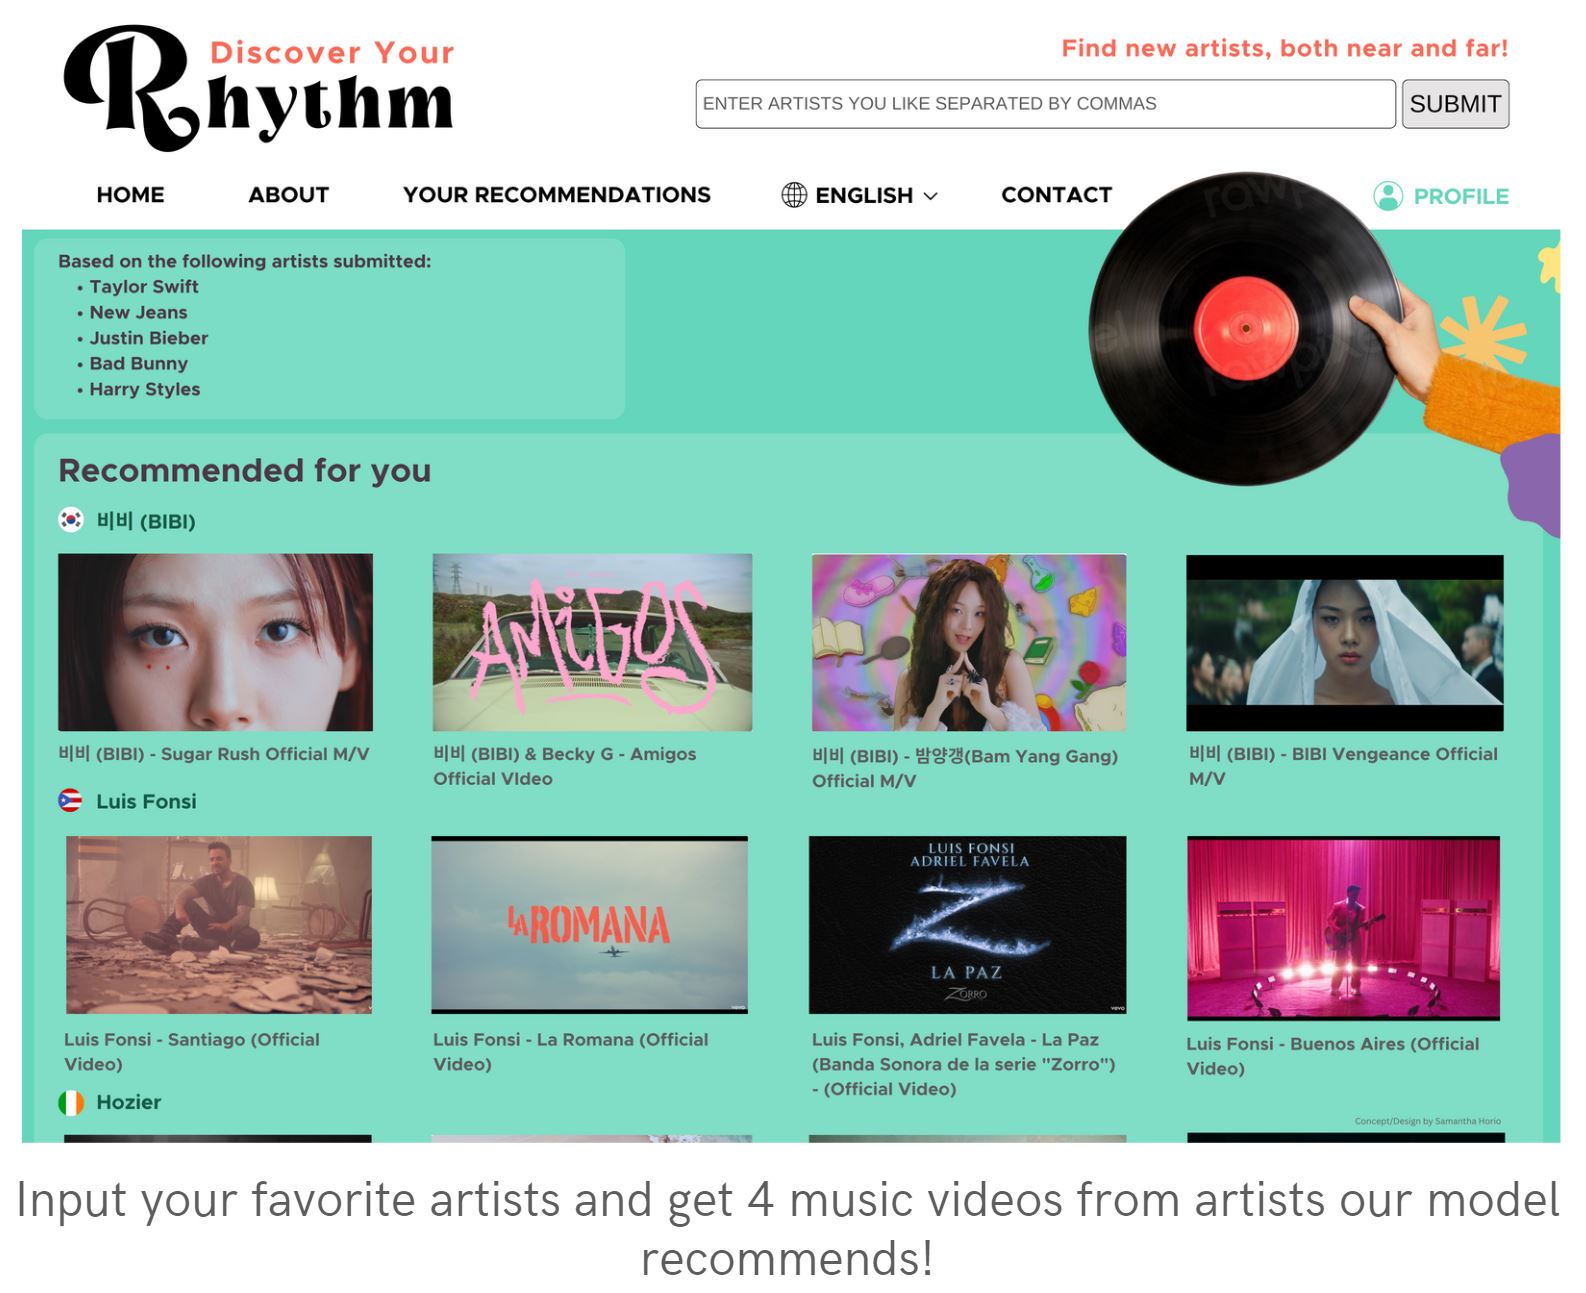 Discover Your
Rhythm
Find new artists, both near and far!
ENTER ARTISTS YOU LIKE SEPARATED BY COMMAS
SUBMIT
HOME
ABOUT
YOUR RECOMMENDATIONS
ENGLISH
CONTACT
PROFILE
Based on the following artists submitted:
• Taylor Swift
• New Jeans
• Justin Bieber
• Bad Bunny
• Harry Styles
Recommended for you
비비 (BIBI)
AMiGOS
비비 (BIBI) - Sugar Rush Official M/V
비비 (BIBI) & Becky G - Amigos
Official VIdeo
비비 (BIBI) - 밤양갱(Bam Yang Gang)
Official M/V
비비 (BIBI) - BIBI Vengeance Official
M/V
Luis Fonsi
LA ROMANA
vevo
LUIS FONSI
ADRIEL FAVELA
Z
LA PAZ
ZORRO
vevo
Luis Fonsi - Santiago (Official
Video)
Luis Fonsi - La Romana (Official
Video)
Luis Fonsi, Adriel Favela - La Paz
(Banda Sonora de la serie "Zorro")
- (Official Video)
Luis Fonsi - Buenos Aires (Official
Video)
Hozier
Concept/Design by Samantha Horio
Input your favorite artists and get 4 music videos from artists our model
recommends!